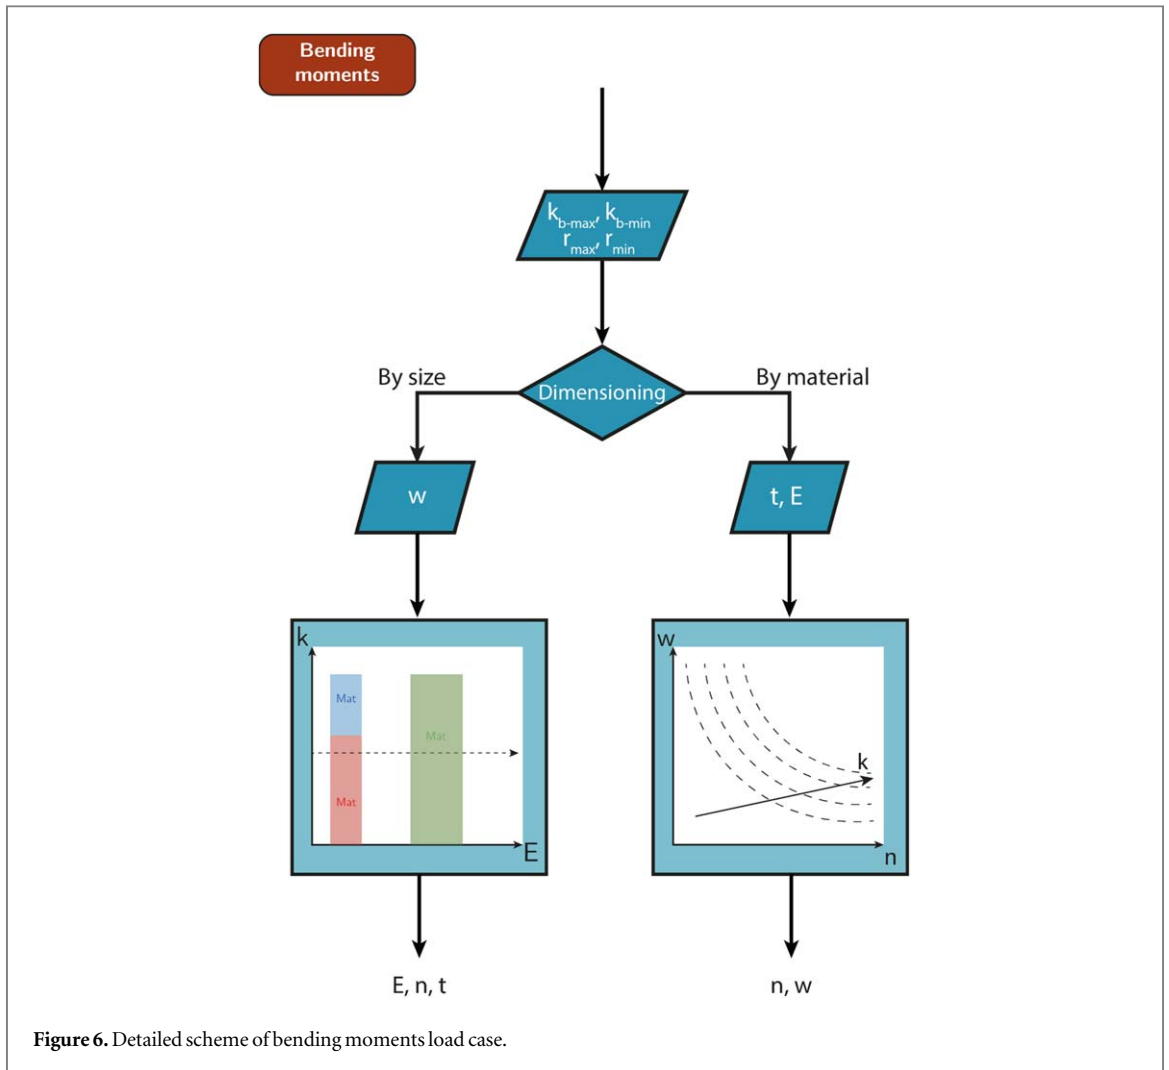 Bending
moments
k_b-max, k_b-min
r_max, r_min
Dimensioning
By size
By material
w
t, E
k
Mat
Mat
Mat
E
w
k
n
E, n, t
n, w
Figure 6. Detailed scheme of bending moments load case.